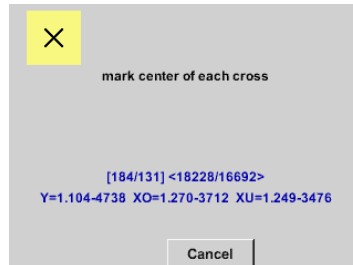 mark center of each cross
[184/131] <18228/16692>
Y=1.104-4738 XO=1.270-3712 XU=1.249-3476
Cancel